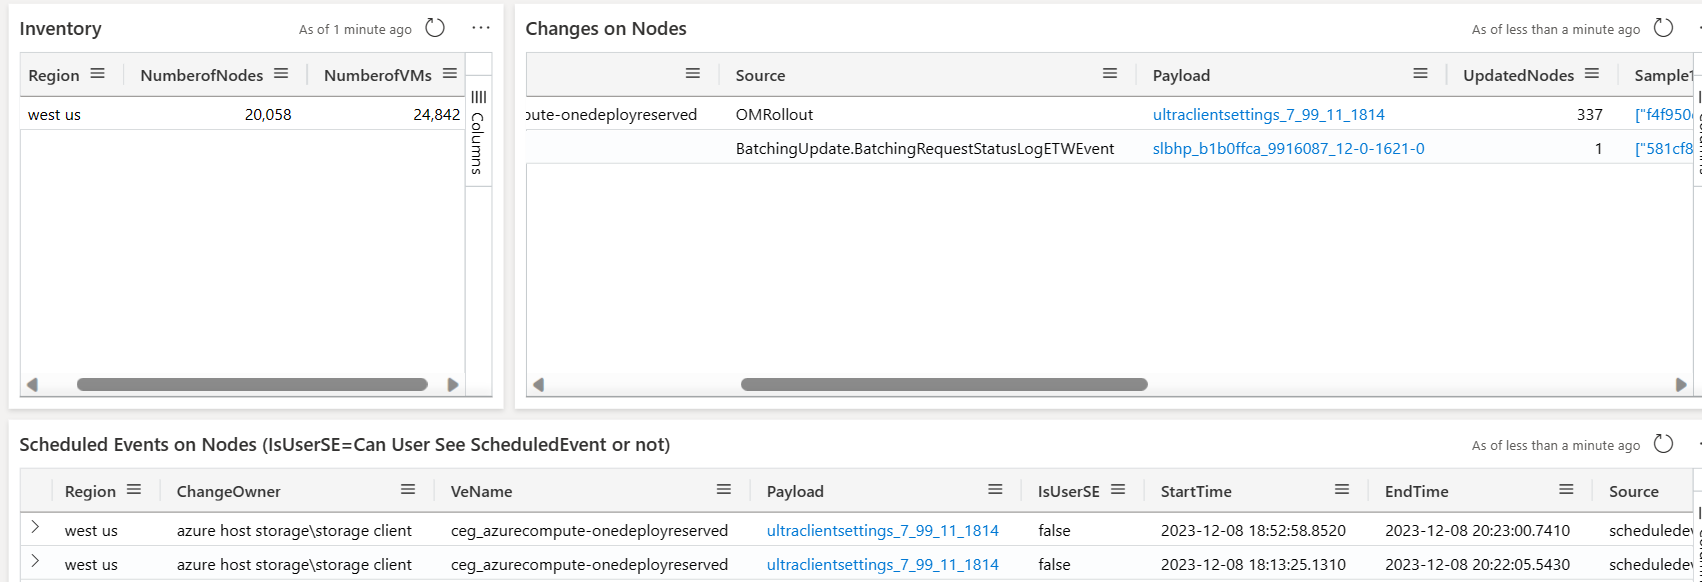 Inventory
As of 1 minute ago
Region NumberofNodes NumberofVMs
west us 20,058 24,842
Columns
Changes on Nodes
As of less than a minute ago
Source Payload UpdatedNodes Sample
-onedeployreserved OMRollout ultraclientsettings_7_99_11_1814 337 ["f4f950
BatchingUpdate.BatchingRequestStatusLogETWEvent slbhp_b1b0ffca_9916087_12-0-1621-0 1 ["581cf8
Scheduled Events on Nodes (IsUserSE=Can User See ScheduledEvent or not)
As of less than a minute ago
Region ChangeOwner VeName Payload IsUserSE StartTime EndTime Source
west us azure host storage\storage client ceg_azurecompute-onedeployreserved ultraclientsettings_7_99_11_1814 false 2023-12-08 18:52:58.8520 2023-12-08 20:23:00.7410 schedulede
west us azure host storage\storage client ceg_azurecompute-onedeployreserved ultraclientsettings_7_99_11_1814 false 2023-12-08 18:13:25.1310 2023-12-08 20:22:05.5430 schedulede